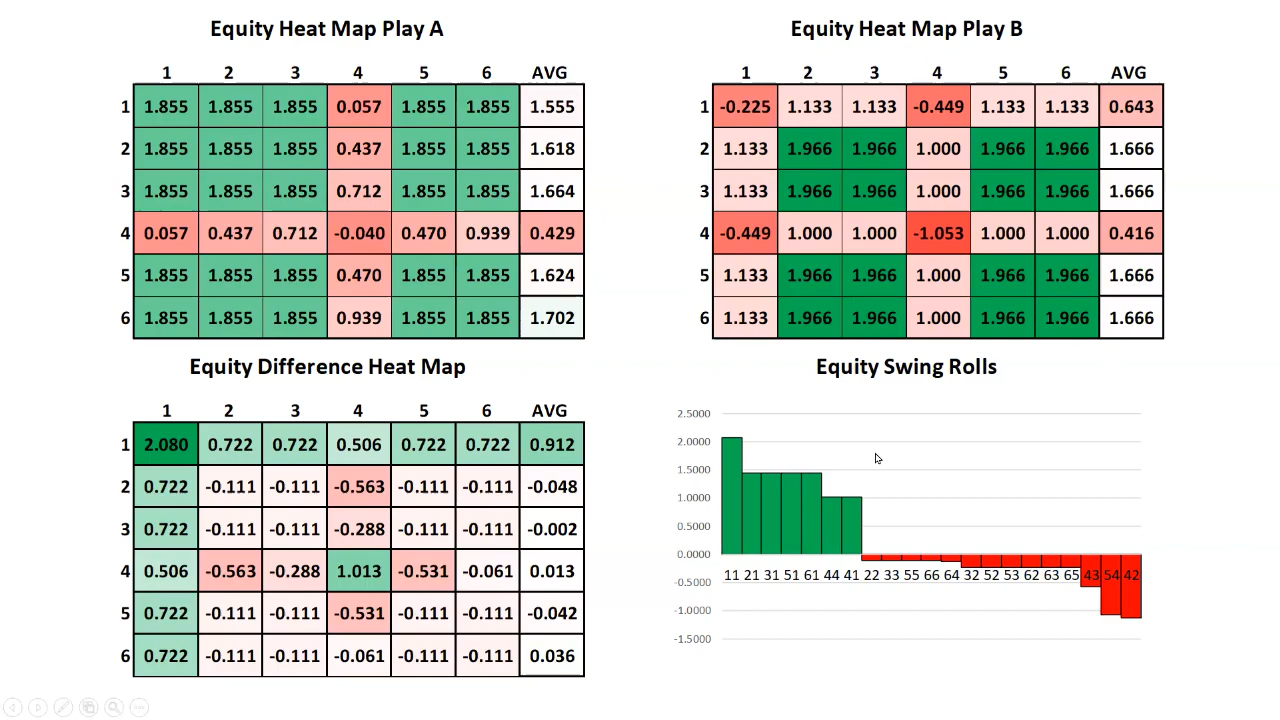 Equity Heat Map Play A
1 2 3 4 5 6 AVG
1 1.855 1.855 1.855 0.057 1.855 1.855 1.555
2 1.855 1.855 1.855 0.437 1.855 1.855 1.618
3 1.855 1.855 1.855 0.712 1.855 1.855 1.664
4 0.057 0.437 0.712 -0.040 0.470 0.939 0.429
5 1.855 1.855 1.855 0.470 1.855 1.855 1.624
6 1.855 1.855 1.855 0.939 1.855 1.855 1.702
Equity Heat Map Play B
1 2 3 4 5 6 AVG
1 -0.225 1.133 1.133 -0.449 1.133 1.133 0.643
2 1.133 1.966 1.966 1.000 1.966 1.966 1.666
3 1.133 1.966 1.966 1.000 1.966 1.966 1.666
4 -0.449 1.000 1.000 -1.053 1.000 1.000 0.416
5 1.133 1.966 1.966 1.000 1.966 1.966 1.666
6 1.133 1.966 1.966 1.000 1.966 1.966 1.666
Equity Difference Heat Map
1 2 3 4 5 6 AVG
1 2.080 0.722 0.722 0.506 0.722 0.722 0.912
2 0.722 -0.111 -0.111 -0.563 -0.111 -0.111 -0.048
3 0.722 -0.111 -0.111 -0.288 -0.111 -0.111 -0.002
4 0.506 -0.563 -0.288 1.013 -0.531 -0.061 0.013
5 0.722 -0.111 -0.111 -0.531 -0.111 -0.111 -0.042
6 0.722 -0.111 -0.111 -0.061 -0.111 -0.111 0.036
Equity Swing Rolls
2.5000
2.0000
1.5000
1.0000
0.5000
0.0000
11 21 31 51 61 44 41 22 33 55 66 64 32 52 53 62 63 65 43 54 42
-0.5000
-1.0000
-1.5000